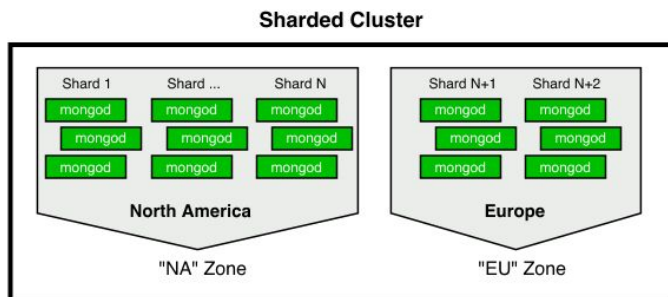 Sharded Cluster
Shard 1 Shard ... Shard N
mongod mongod mongod
mongod mongod mongod
mongod mongod mongod
North America
"NA" Zone
Shard N+1 Shard N+2
mongod mongod
mongod mongod
mongod mongod
Europe
"EU" Zone